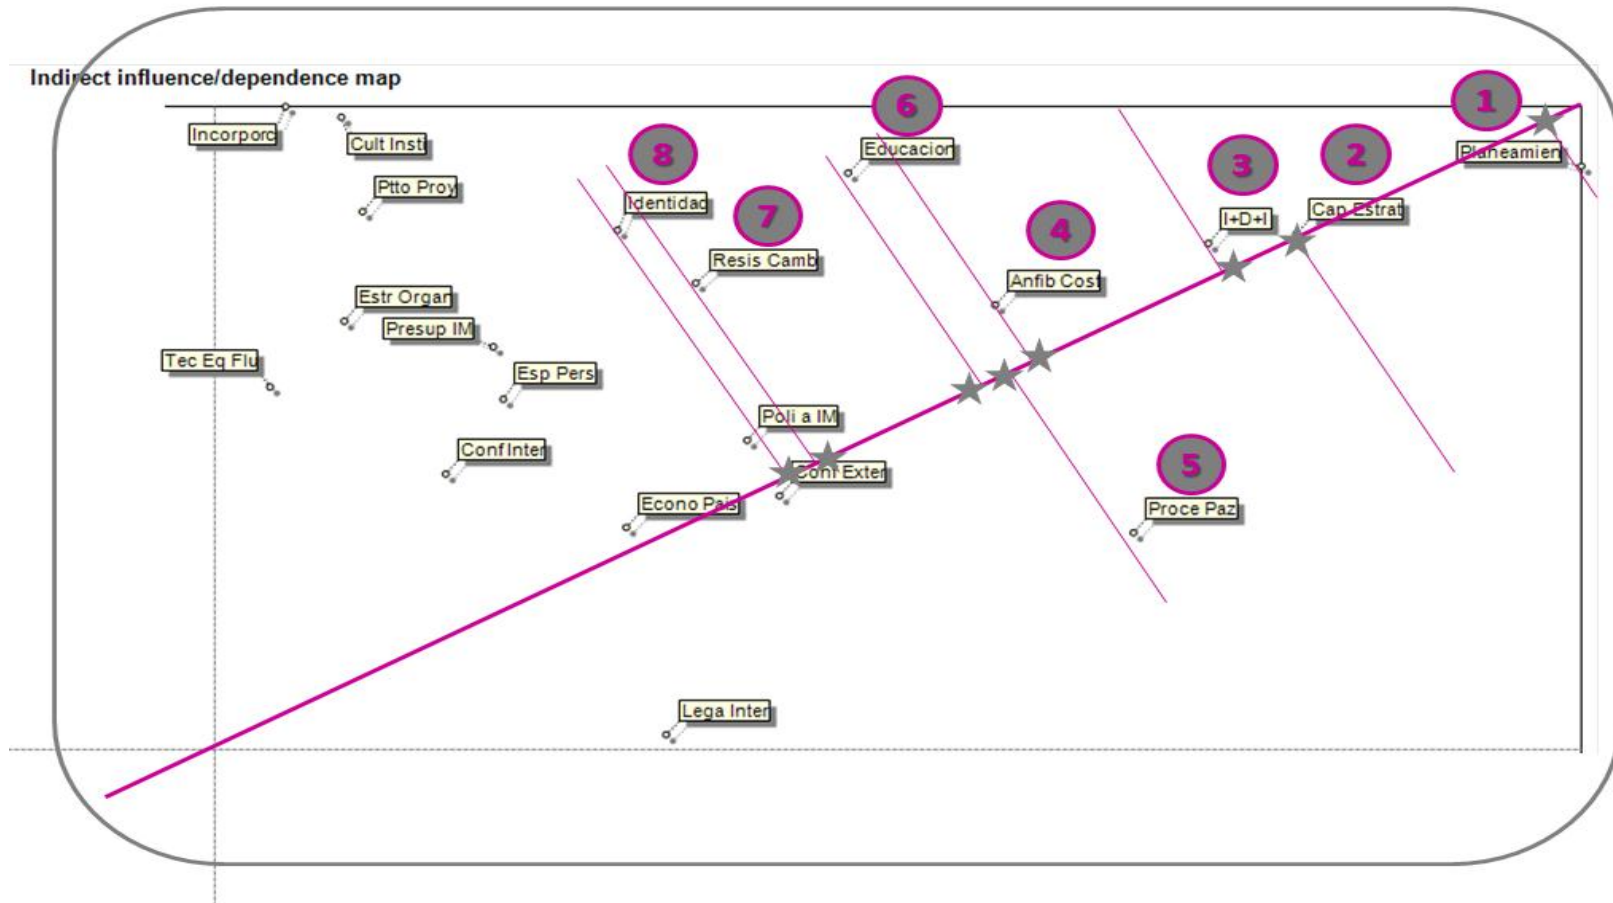 Indirect influence/dependence map
1
6
Incorporc
Cult Insti
8
Educacion
3
2
Planeamien
Ptto Proy
Identidad
7
I+D+I
Cap Estrat
4
Resis Camb
Anfib Cost
Estr Organ
Presup IM
Tec Eq Flu
Esp Pers
Poli a IM
Conf Inter
5
Conf Exter
Econo Pais
Proce Paz
Lega Inter